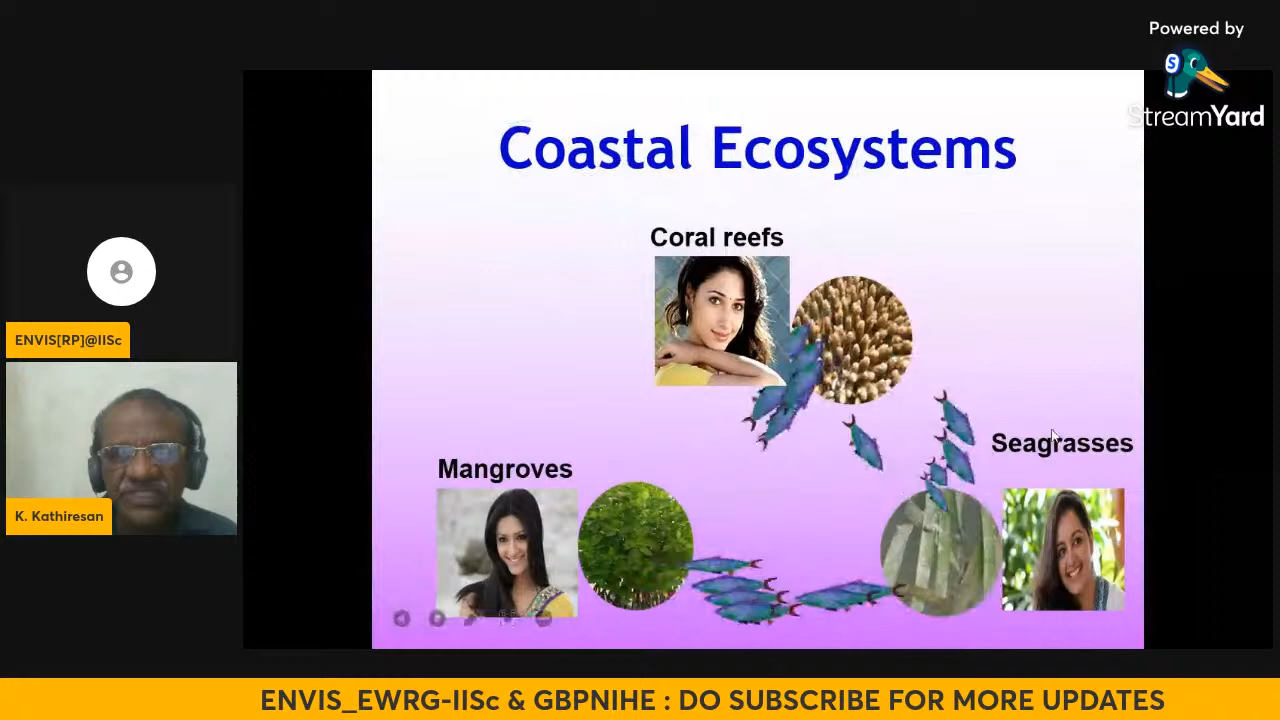 Powered by
StreamYard
Coastal Ecosystems
Coral reefs
Seagrasses
Mangroves
ENVIS[RP]@IISc
K. Kathiresan
ENVIS_EWRG-IISc & GBPNIHE : DO SUBSCRIBE FOR MORE UPDATES